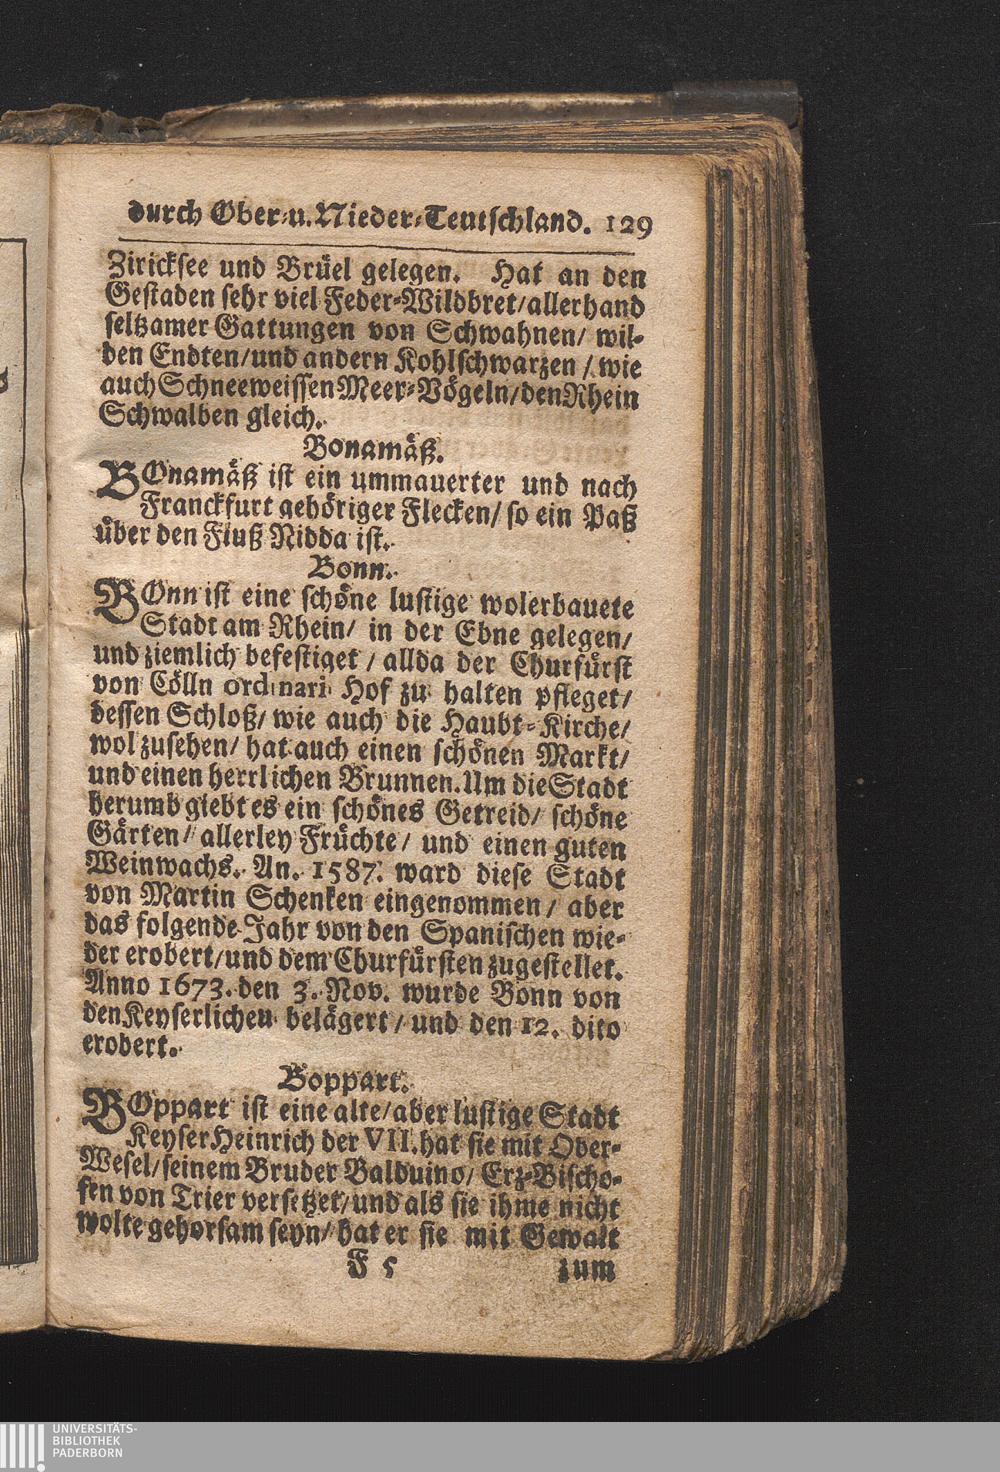 durch Ober-u. Nieder-Teutschland. 129
Ziricksee und Brüel gelegen. Hat an den
Gestaden sehr viel Feder-Wildbret/allerhand
seltzamer Gattungen von Schwahnen/ wil-
den Endten/und andern Kohlschwarzen / wie
auch Schneeweissen Meer-Vögeln/den Rhein
Schwalben gleich.
Bonamäß.
BOnamäß ist ein ummauerter und nach
Franckfurt gehöriger Flecken/ so ein Paß
über den Fluß Nidda ist.
Bonn.
BOnn ist eine schöne lustige wolerbauete
Stadt am Rhein/ in der Ebne gelegen/
und ziemlich befestiget / allda der Churfürst
von Cölln ordinari Hof zu halten pfleget/
dessen Schloß/ wie auch die Haubt-Kirche/
wol zusehen/ hat auch einen schönen Markt/
und einen herrlichen Brunnen. Um die Stadt
herumb giebt es ein schönes Getreid/ schöne
Gärten/ allerley Früchte/ und einen guten
Weinwachs. An. 1587. ward diese Stadt
von Martin Schenken eingenommen/ aber
das folgende Jahr von den Spanischen wie-
der erobert/und dem Churfürsten zugestellet.
Anno 1673. den 3. Nov. wurde Bonn von
den Keyserlichen belägert/ und den 12. dito
erobert.
Boppart.
BOppart ist eine alte/aber lustige Stadt
Keyser Heinrich der VII. hat sie mit Ober-
Wesel/seinem Bruder Balduino/ Erz-Bischo-
fen von Trier versetzet/und als sie ihme nicht
wolte gehorsam seyn/ hat er sie mit Gewalt
F 5 zum
UNIVERSITÄTS-
BIBLIOTHEK
PADERBORN